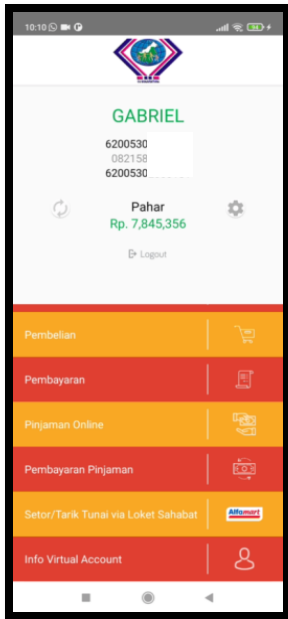 10:10
GABRIEL
6200530
082158
6200530
Pahar
Rp. 7,845,356
Logout
Pembelian
Pembayaran
Pinjaman Online
Pembayaran Pinjaman
Setor/Tarik Tunai via Loket Sahabat
Alfamart
Info Virtual Account